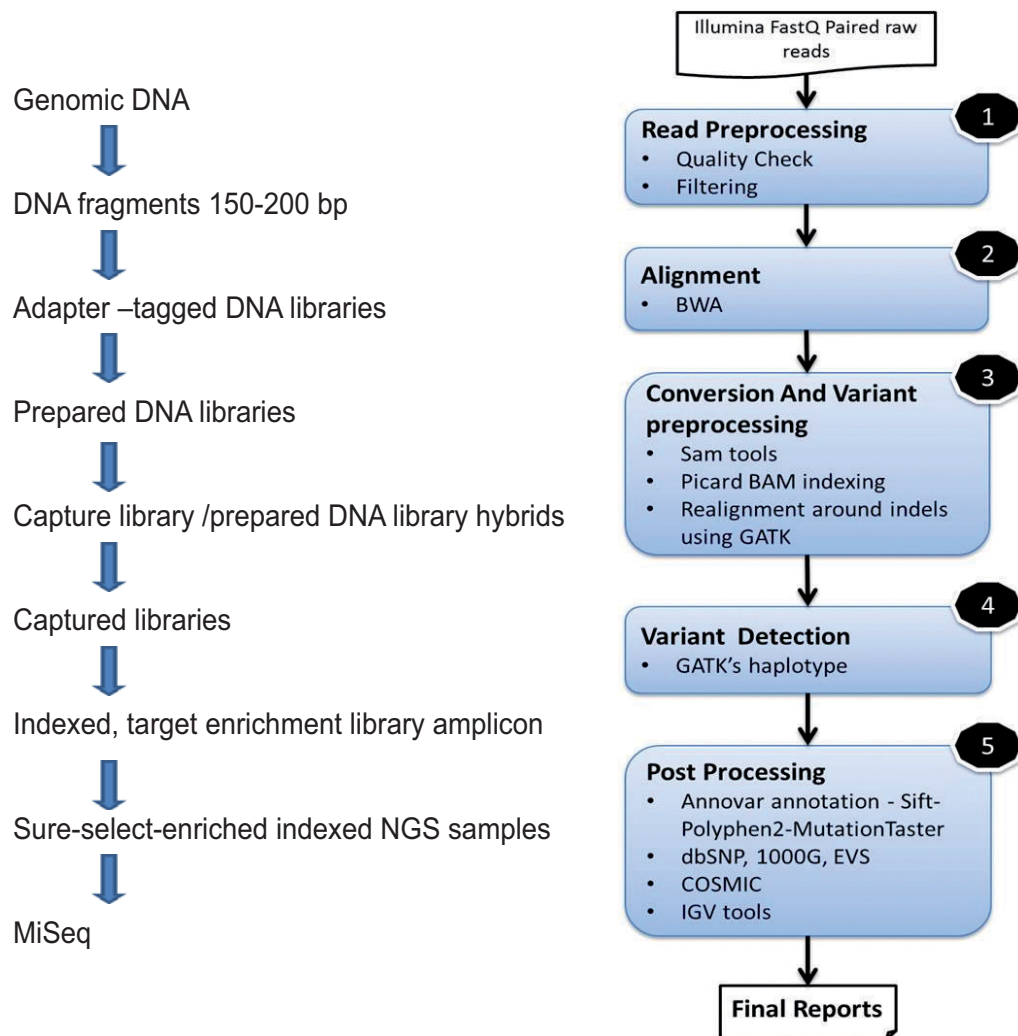 Genomic DNA
DNA fragments 150-200 bp
Adapter –tagged DNA libraries
Prepared DNA libraries
Capture library /prepared DNA library hybrids
Captured libraries
Indexed, target enrichment library amplicon
Sure-select-enriched indexed NGS samples
MiSeq
Illumina FastQ Paired raw
reads
1
Read Preprocessing
• Quality Check
• Filtering
2
Alignment
• BWA
3
Conversion And Variant
preprocessing
• Sam tools
• Picard BAM indexing
• Realignment around indels
using GATK
4
Variant Detection
• GATK's haplotype
5
Post Processing
• Annovar annotation - Sift-
Polyphen2-MutationTaster
• dbSNP, 1000G, EVS
• COSMIC
• IGV tools
Final Reports